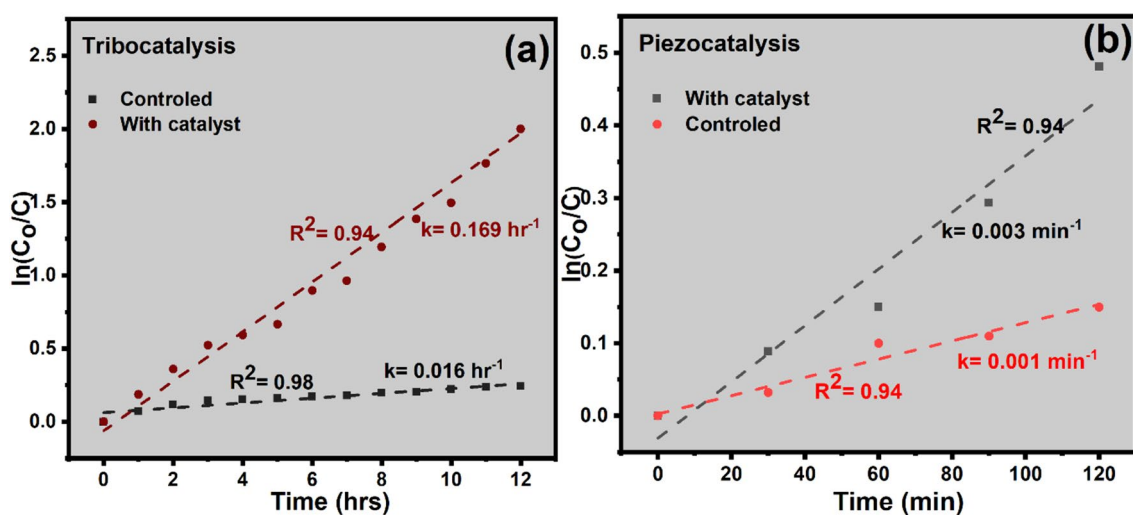 Tribocatalysis
(a)
Controled
With catalyst
R²= 0.94
k= 0.169 hr⁻¹
k= 0.016 hr⁻¹
R²= 0.98
ln(C₀/C)
2.5
2.0
1.5
1.0
0.5
0.0
0 2 4 6 8 10 12
Time (hrs)
Piezocatalysis
(b)
With catalyst
Controled
R²= 0.94
k= 0.003 min⁻¹
k= 0.001 min⁻¹
R²= 0.94
ln(C₀/C)
0.5
0.4
0.3
0.2
0.1
0.0
0 20 40 60 80 100 120
Time (min)